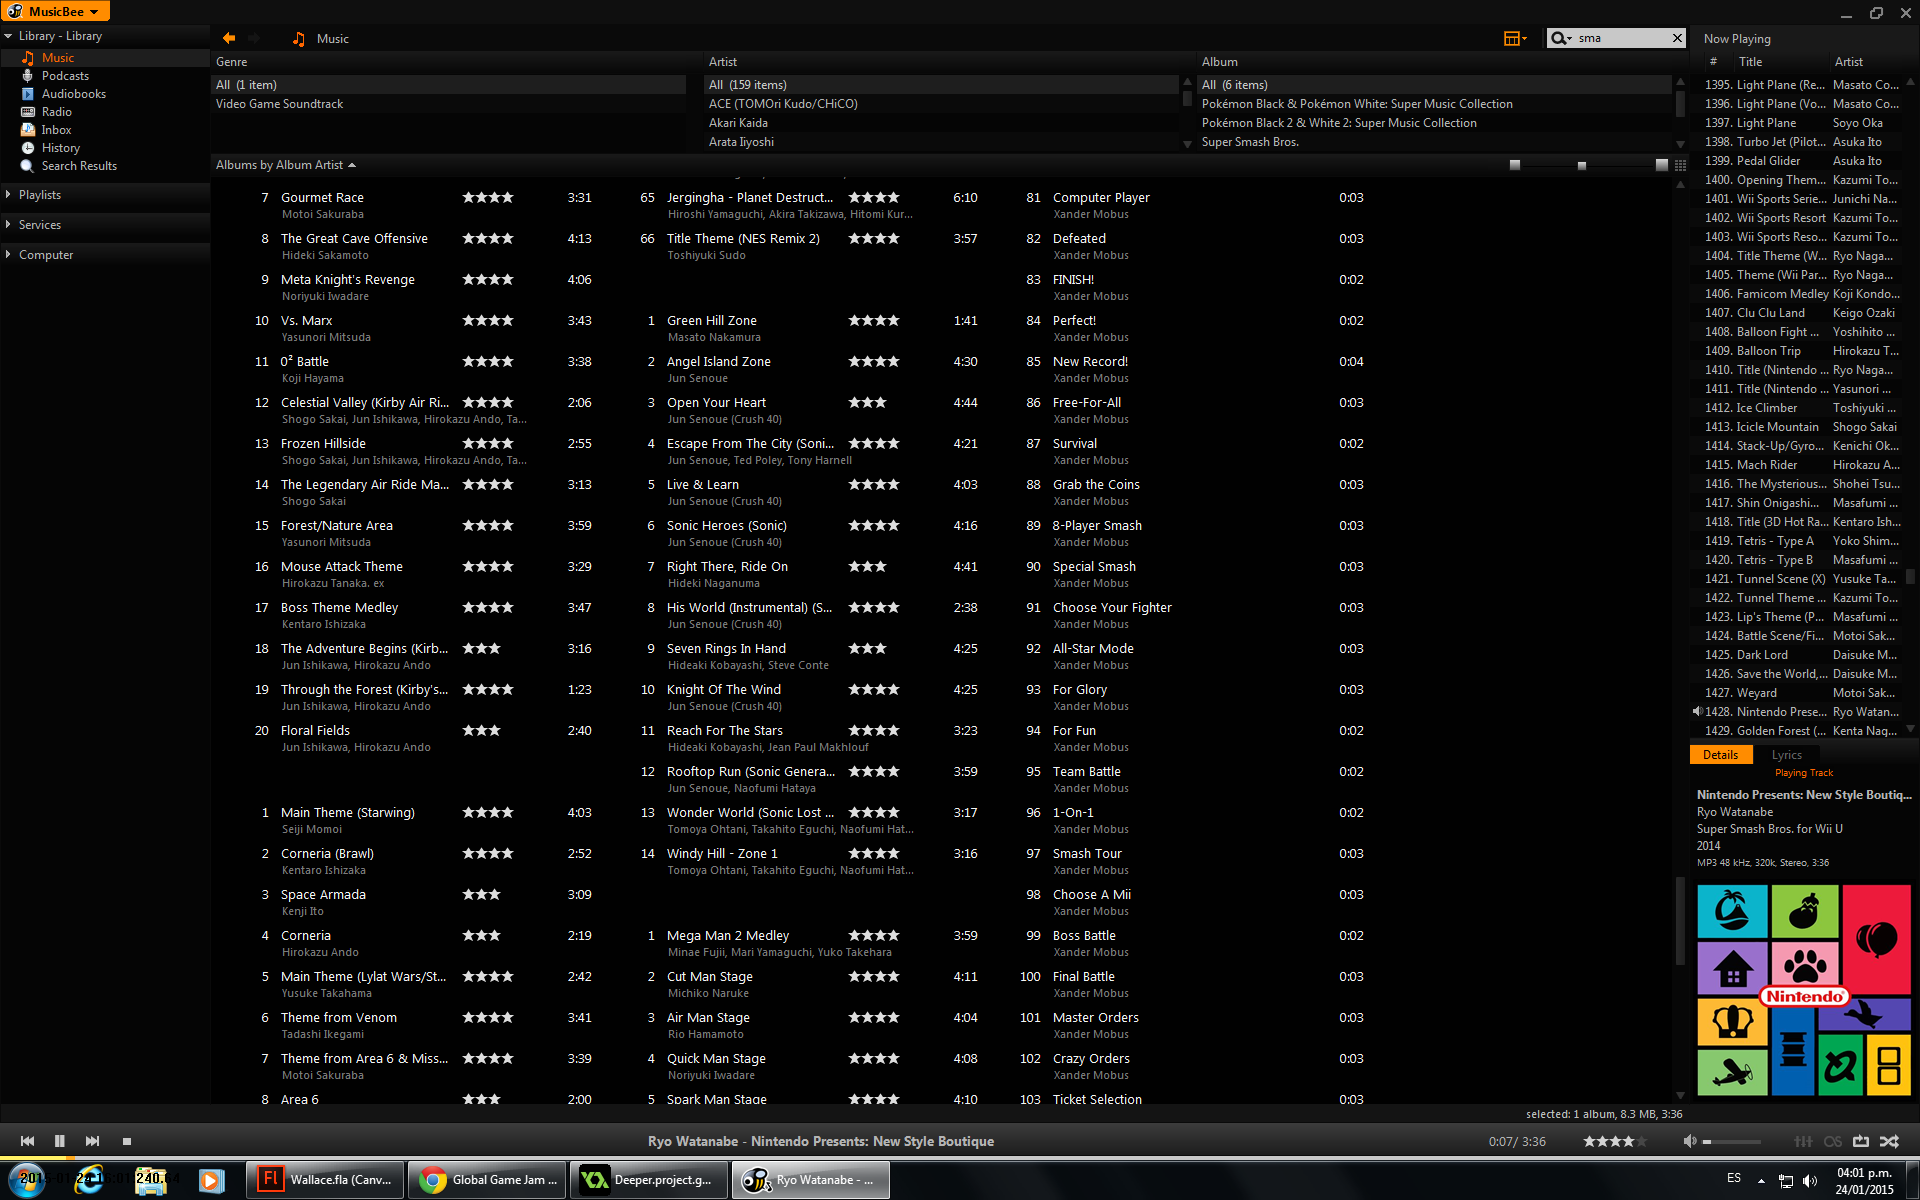 MusicBee
Library - Library
Music
Podcasts
Audiobooks
Radio
Inbox
History
Search Results
Playlists
Services
Computer
Music
sma
Genre
All (1 item)
Video Game Soundtrack
Artist
All (159 items)
ACE (TOMOri Kudo/CHiCO)
Akari Kaida
Arata Iiyoshi
Album
All (6 items)
Pokémon Black & Pokémon White: Super Music Collection
Pokémon Black 2 & White 2: Super Music Collection
Super Smash Bros.
Albums by Album Artist
7 Gourmet Race 3:31
Motoi Sakuraba
8 The Great Cave Offensive 4:13
Hideki Sakamoto
9 Meta Knight's Revenge 4:06
Noriyuki Iwadare
10 Vs. Marx 3:43
Yasunori Mitsuda
11 0² Battle 3:38
Koji Hayama
12 Celestial Valley (Kirby Air Ri... 2:06
Shogo Sakai, Jun Ishikawa, Hirokazu Ando, Ta...
13 Frozen Hillside 2:55
Shogo Sakai, Jun Ishikawa, Hirokazu Ando, Ta...
14 The Legendary Air Ride Ma... 3:13
Shogo Sakai
15 Forest/Nature Area 3:59
Yasunori Mitsuda
16 Mouse Attack Theme 3:29
Hirokazu Tanaka. ex
17 Boss Theme Medley 3:47
Kentaro Ishizaka
18 The Adventure Begins (Kirb... 3:16
Jun Ishikawa, Hirokazu Ando
19 Through the Forest (Kirby's... 1:23
Jun Ishikawa, Hirokazu Ando
20 Floral Fields 2:40
Jun Ishikawa, Hirokazu Ando
1 Main Theme (Starwing) 4:03
Seiji Momoi
2 Corneria (Brawl) 2:52
Kentaro Ishizaka
3 Space Armada 3:09
Kenji Ito
4 Corneria 2:19
Hirokazu Ando
5 Main Theme (Lylat Wars/St... 2:42
Yusuke Takahama
6 Theme from Venom 3:41
Tadashi Ikegami
7 Theme from Area 6 & Miss... 3:39
Motoi Sakuraba
8 Area 6 2:00
65 Jergingha - Planet Destruct... 6:10
Hiroshi Yamaguchi, Akira Takizawa, Hitomi Kur...
66 Title Theme (NES Remix 2) 3:57
Toshiyuki Sudo
1 Green Hill Zone 1:41
Masato Nakamura
2 Angel Island Zone 4:30
Jun Senoue
3 Open Your Heart 4:44
Jun Senoue (Crush 40)
4 Escape From The City (Soni... 4:21
Jun Senoue, Ted Poley, Tony Harnell
5 Live & Learn 4:03
Jun Senoue (Crush 40)
6 Sonic Heroes (Sonic) 4:16
Jun Senoue (Crush 40)
7 Right There, Ride On 4:41
Hideki Naganuma
8 His World (Instrumental) (S... 2:38
Jun Senoue (Crush 40)
9 Seven Rings In Hand 4:25
Hideaki Kobayashi, Steve Conte
10 Knight Of The Wind 4:25
Jun Senoue (Crush 40)
11 Reach For The Stars 3:23
Hideaki Kobayashi, Jean Paul Makhlouf
12 Rooftop Run (Sonic Genera... 3:59
Jun Senoue, Naofumi Hataya
13 Wonder World (Sonic Lost ... 3:17
Tomoya Ohtani, Takahito Eguchi, Naofumi Hat...
14 Windy Hill - Zone 1 3:16
Tomoya Ohtani, Takahito Eguchi, Naofumi Hat...
1 Mega Man 2 Medley 3:59
Minae Fujii, Mari Yamaguchi, Yuko Takehara
2 Cut Man Stage 4:11
Michiko Naruke
3 Air Man Stage 4:04
Rio Hamamoto
4 Quick Man Stage 4:08
Noriyuki Iwadare
5 Spark Man Stage 4:10
81 Computer Player 0:03
Xander Mobus
82 Defeated 0:03
Xander Mobus
83 FINISH! 0:02
Xander Mobus
84 Perfect! 0:02
Xander Mobus
85 New Record! 0:04
Xander Mobus
86 Free-For-All 0:03
Xander Mobus
87 Survival 0:02
Xander Mobus
88 Grab the Coins 0:03
Xander Mobus
89 8-Player Smash 0:03
Xander Mobus
90 Special Smash 0:03
Xander Mobus
91 Choose Your Fighter 0:03
Xander Mobus
92 All-Star Mode 0:03
Xander Mobus
93 For Glory 0:03
Xander Mobus
94 For Fun 0:02
Xander Mobus
95 Team Battle 0:02
Xander Mobus
96 1-On-1 0:02
Xander Mobus
97 Smash Tour 0:03
Xander Mobus
98 Choose A Mii 0:03
Xander Mobus
99 Boss Battle 0:02
Xander Mobus
100 Final Battle 0:03
Xander Mobus
101 Master Orders 0:03
Xander Mobus
102 Crazy Orders 0:03
Xander Mobus
103 Ticket Selection 0:03
selected: 1 album, 8.3 MB, 3:36
Now Playing
# Title Artist
1395. Light Plane (Re... Masato Co...
1396. Light Plane (Vo... Masato Co...
1397. Light Plane Soyo Oka
1398. Turbo Jet (Pilot... Asuka Ito
1399. Pedal Glider Asuka Ito
1400. Opening Them... Kazumi To...
1401. Wii Sports Serie... Junichi Na...
1402. Wii Sports Resort Kazumi To...
1403. Wii Sports Reso... Kazumi To...
1404. Title Theme (W... Ryo Naga...
1405. Theme (Wii Par... Ryo Naga...
1406. Famicom Medley Koji Kondo...
1407. Clu Clu Land Keigo Ozaki
1408. Balloon Fight ... Yoshihito ...
1409. Balloon Trip Hirokazu T...
1410. Title (Nintendo ... Ryo Naga...
1411. Title (Nintendo ... Yasunori ...
1412. Ice Climber Toshiyuki ...
1413. Icicle Mountain Shogo Sakai
1414. Stack-Up/Gyro... Kenichi Ok...
1415. Mach Rider Hirokazu A...
1416. The Mysterious... Shohei Tsu...
1417. Shin Onigashi... Masafumi ...
1418. Title (3D Hot Ra... Kentaro Ish...
1419. Tetris - Type A Yoko Shim...
1420. Tetris - Type B Masafumi ...
1421. Tunnel Scene (X) Yusuke Ta...
1422. Tunnel Theme ... Kazumi To...
1423. Lip's Theme (P... Masafumi ...
1424. Battle Scene/Fi... Motoi Sak...
1425. Dark Lord Daisuke M...
1426. Save the World,... Daisuke M...
1427. Weyard Motoi Sak...
1428. Nintendo Prese... Ryo Watan...
1429. Golden Forest (... Kenta Nag...
Details Lyrics
Playing Track
Nintendo Presents: New Style Boutiq...
Ryo Watanabe
Super Smash Bros. for Wii U
2014
MP3 48 kHz, 320k, Stereo, 3:36
Nintendo
Ryo Watanabe - Nintendo Presents: New Style Boutique
0:07/ 3:36
Fl Wallace.fla (Canv...
Global Game Jam ...
Deeper.project.g...
Ryo Watanabe - ...
ES
04:01 p.m.
24/01/2015